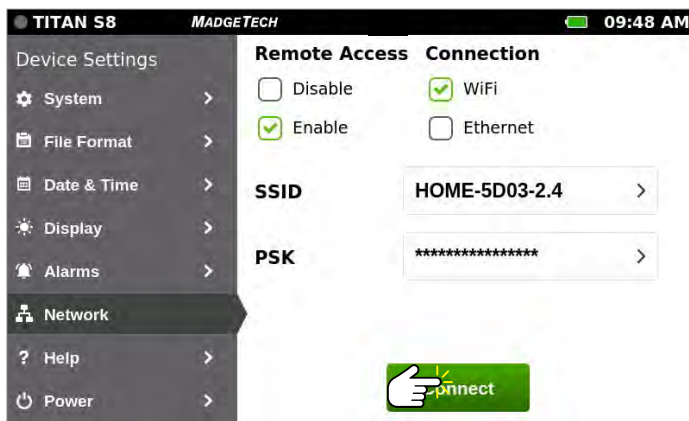 TITAN S8 MADGETECH 09:48 AM
Device Settings
System
File Format
Date & Time
Display
Alarms
Network
? Help
Power
Remote Access Connection
Disable WiFi
Enable Ethernet
SSID HOME-5D03-2.4
PSK ****************
Connect